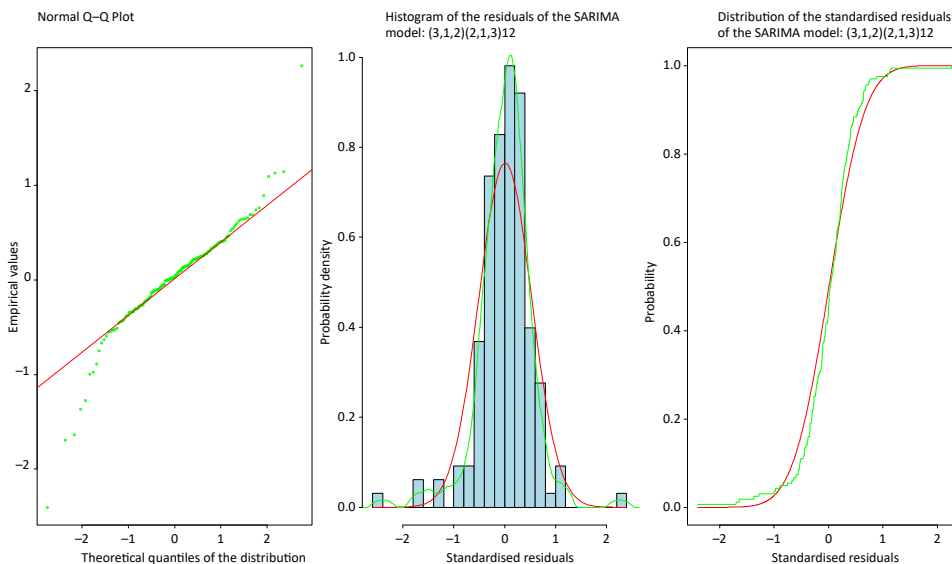 Normal Q–Q Plot
Empirical values
2
1
0
−1
−2
−2 −1 0 1 2
Theoretical quantiles of the distribution
Histogram of the residuals of the SARIMA
model: (3,1,2)(2,1,3)12
Probability density
1.0
0.8
0.6
0.4
0.2
0.0
−2 −1 0 1 2
Standardised residuals
Distribution of the standardised residuals
of the SARIMA model: (3,1,2)(2,1,3)12
Probability
1.0
0.8
0.6
0.4
0.2
0.0
−2 −1 0 1 2
Standardised residuals